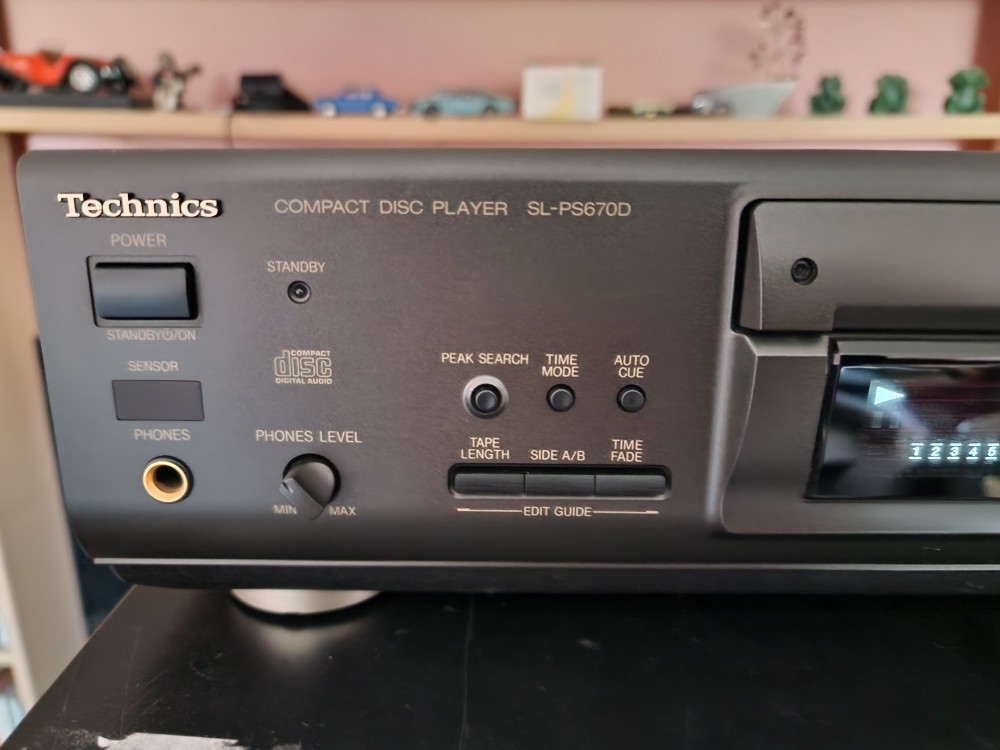 Technics
COMPACT DISC PLAYER SL-PS670D
POWER
STANDBY⏻/ON
STANDBY
SENSOR
COMPACT
disc
DIGITAL AUDIO
PEAK SEARCH
TIME
MODE
AUTO
CUE
PHONES
PHONES LEVEL
MIN MAX
TAPE
LENGTH
SIDE A/B
TIME
FADE
EDIT GUIDE
1 2 3 4 5